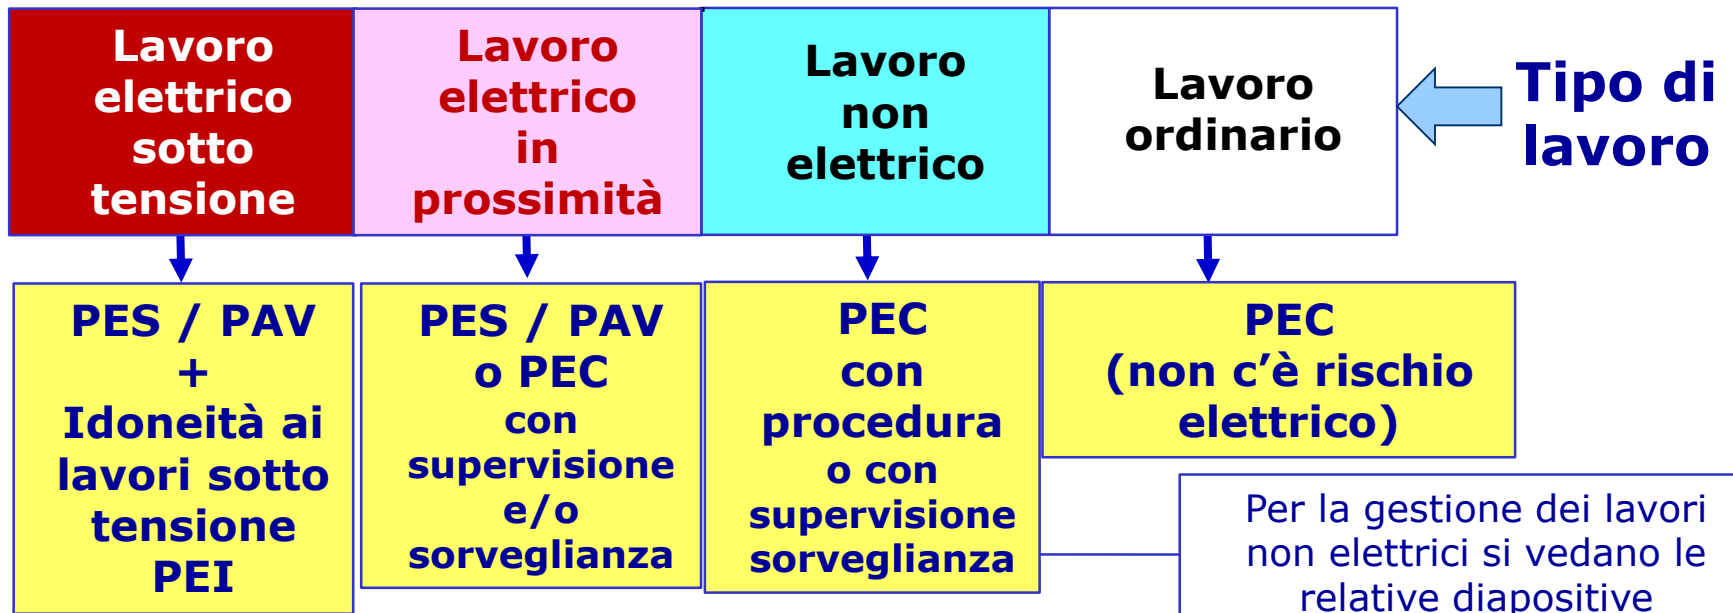 Lavoro
elettrico
sotto
tensione
Lavoro
elettrico
in
prossimità
Lavoro
non
elettrico
Lavoro
ordinario
Tipo di
lavoro
PES / PAV
+
Idoneità ai
lavori sotto
tensione
PEI
PES / PAV
o PEC
con
supervisione
e/o
sorveglianza
PEC
con
procedura
o con
supervisione
sorveglianza
PEC
(non c’è rischio
elettrico)
Per la gestione dei lavori
non elettrici si vedano le
relative diapositive